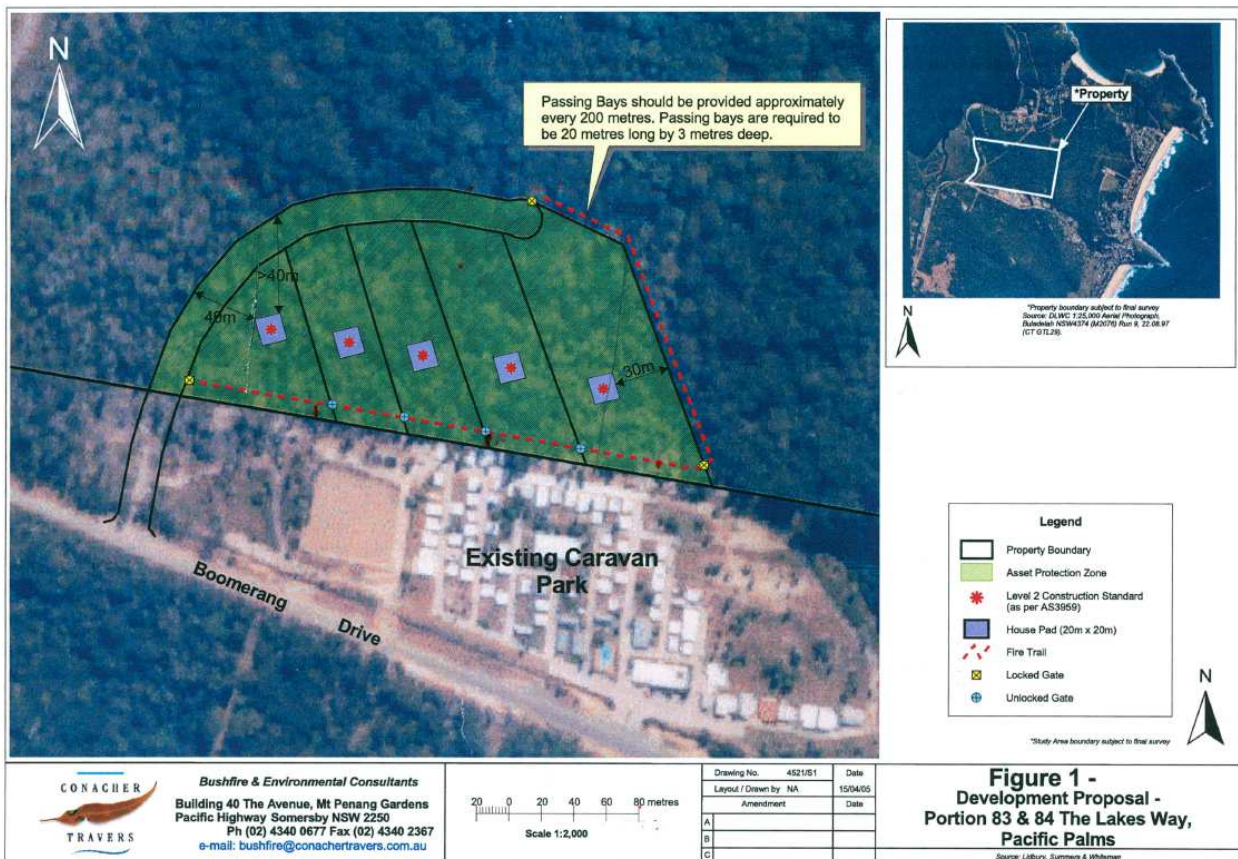 N
Passing Bays should be provided approximately
every 200 metres. Passing bays are required to
be 20 metres long by 3 metres deep.
>40m
40m
30m
Existing Caravan
Park
Boomerang
Drive
*Property
N
*Property boundary subject to final survey
Source: DLWC 1:25,000 Aerial Photograph,
Buladelah NSW4374 (M2076) Run 9, 22.08.97
(CT GTL29).
Legend
Property Boundary
Asset Protection Zone
Level 2 Construction Standard
(as per AS3959)
House Pad (20m x 20m)
Fire Trail
Locked Gate
Unlocked Gate
N
*Study Area boundary subject to final survey
CONACHER
TRAVERS
Bushfire & Environmental Consultants
Building 40 The Avenue, Mt Penang Gardens
Pacific Highway Somersby NSW 2250
Ph (02) 4340 0677 Fax (02) 4340 2367
e-mail: bushfire@conachertravers.com.au
20 0 20 40 60 80 metres
Scale 1:2,000
Drawing No. 4521/S1 Date
Layout / Drawn by NA 15/04/05
Amendment Date
A
B
C
Figure 1 -
Development Proposal -
Portion 83 & 84 The Lakes Way,
Pacific Palms
Source: Lidbury, Summers & Whiteman